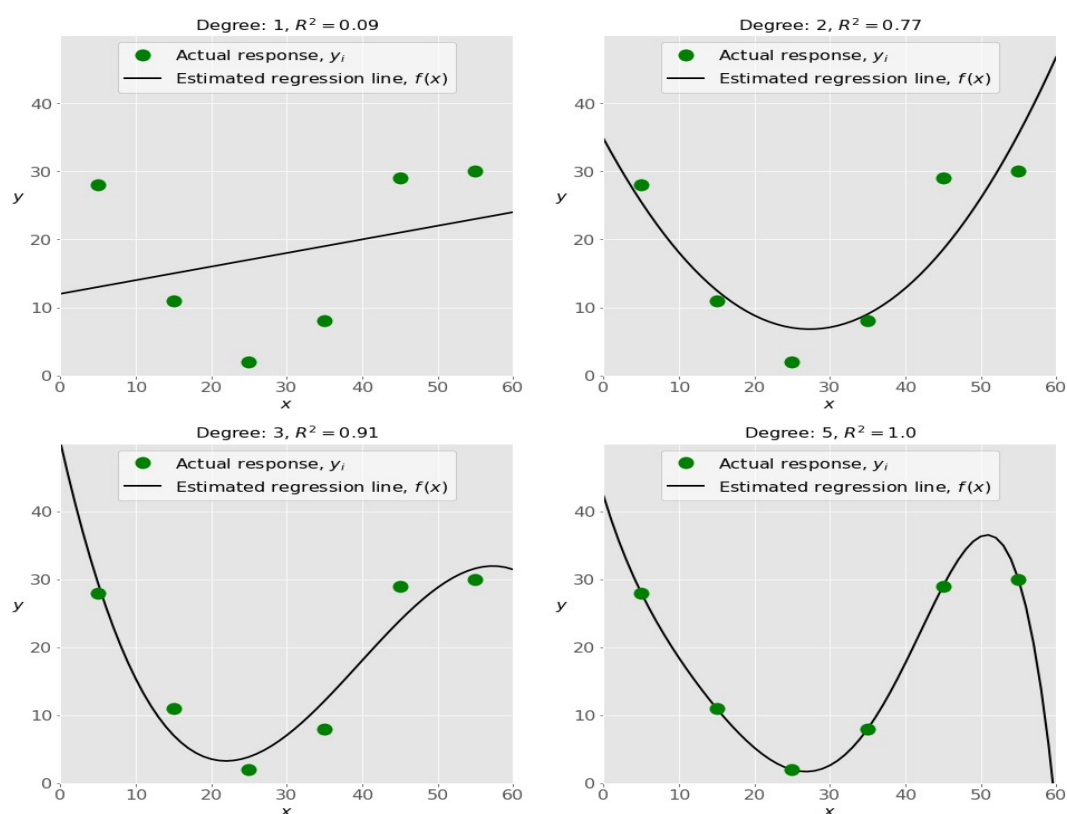 Degree: 1, R² = 0.09
Actual response, yᵢ
Estimated regression line, f(x)
40
30
y
20
10
0
0 10 20 30 40 50 60
x
Degree: 2, R² = 0.77
Actual response, yᵢ
Estimated regression line, f(x)
40
30
y
20
10
0
0 10 20 30 40 50 60
x
Degree: 3, R² = 0.91
Actual response, yᵢ
Estimated regression line, f(x)
40
30
y
20
10
0
0 10 20 30 40 50 60
x
Degree: 5, R² = 1.0
Actual response, yᵢ
Estimated regression line, f(x)
40
30
y
20
10
0
0 10 20 30 40 50 60
x